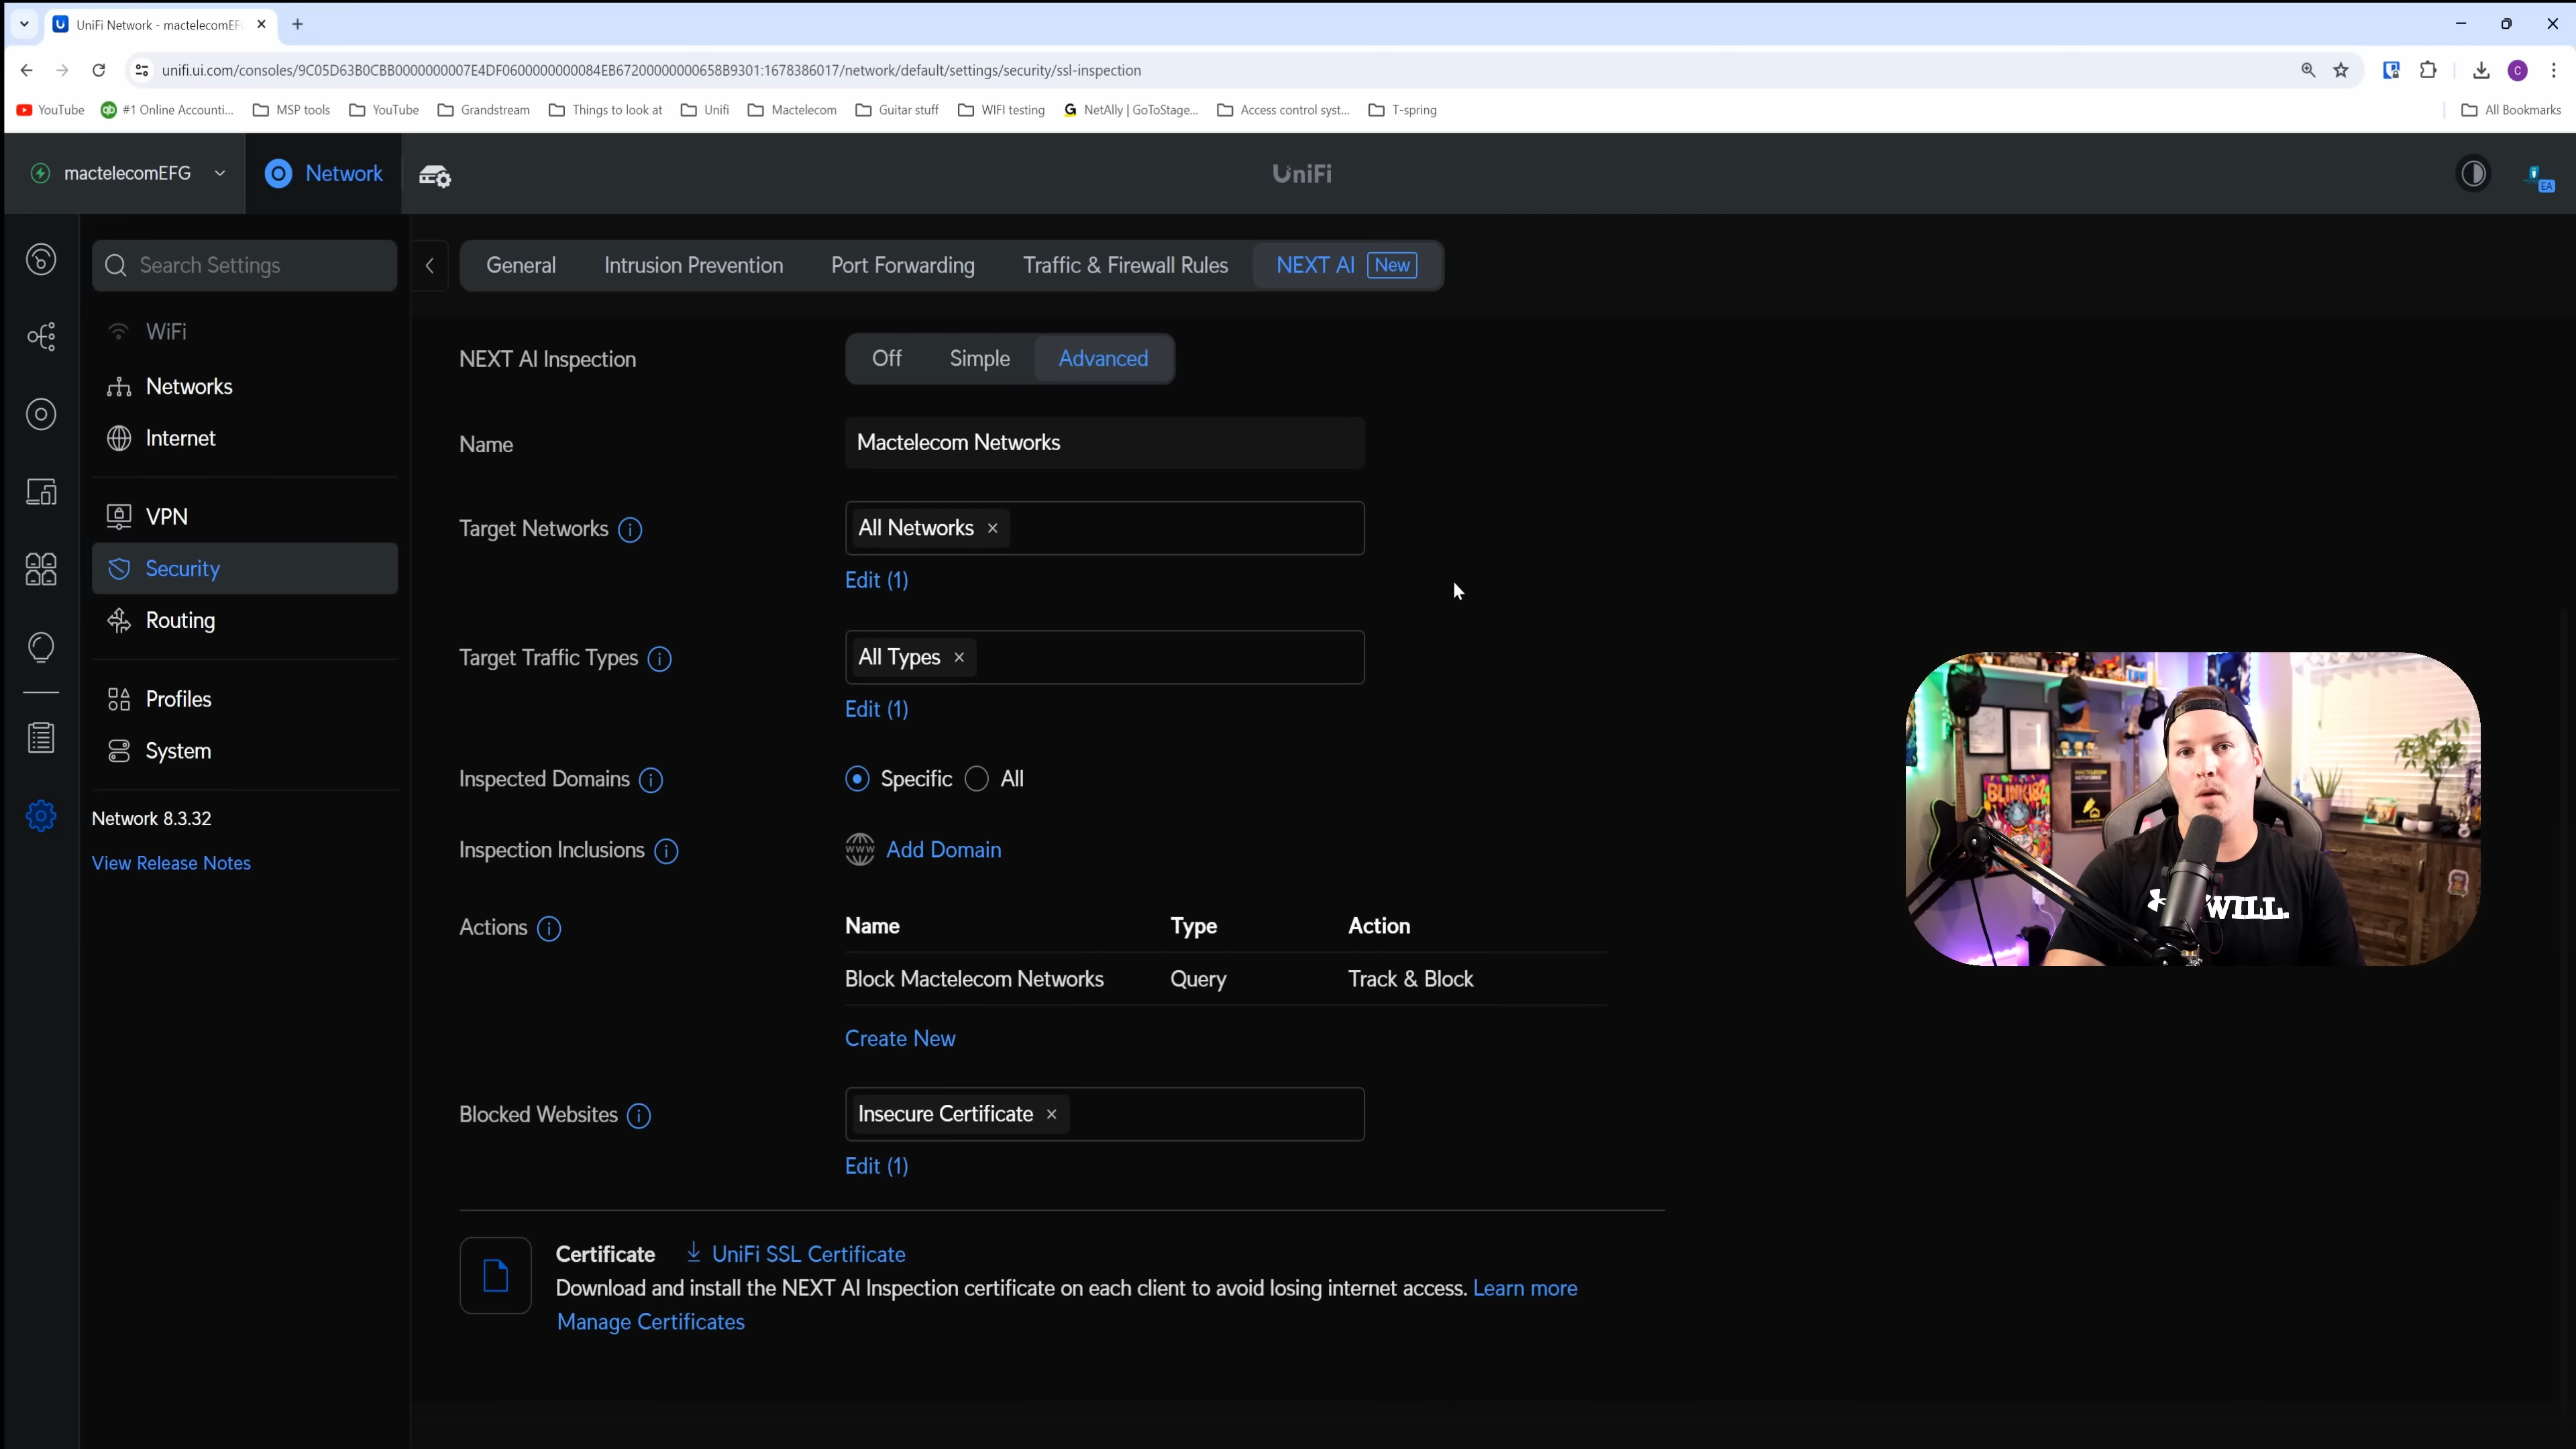 UniFi Network - mactelecomEF
unifi.ui.com/consoles/9C05D63B0CBB0000000007E4DF0600000000084EB67200000000658B9301:1678386017/network/default/settings/security/ssl-inspection
YouTube #1 Online Accounti... MSP tools YouTube Grandstream Things to look at Unifi Mactelecom Guitar stuff WIFI testing NetAlly | GoToStage... Access control syst... T-spring All Bookmarks
mactelecomEFG Network UniFi EA
Search Settings General Intrusion Prevention Port Forwarding Traffic & Firewall Rules NEXT AI New
WiFi
Networks
Internet
VPN
Security
Routing
Profiles
System
Network 8.3.32
View Release Notes
NEXT AI Inspection Off Simple Advanced
Name Mactelecom Networks
Target Networks All Networks
Edit (1)
Target Traffic Types All Types
Edit (1)
Inspected Domains Specific All
Inspection Inclusions www Add Domain
Actions Name Type Action
Block Mactelecom Networks Query Track & Block
Create New
Blocked Websites Insecure Certificate
Edit (1)
Certificate UniFi SSL Certificate
Download and install the NEXT AI Inspection certificate on each client to avoid losing internet access. Learn more
Manage Certificates
BLINK182
WILL.